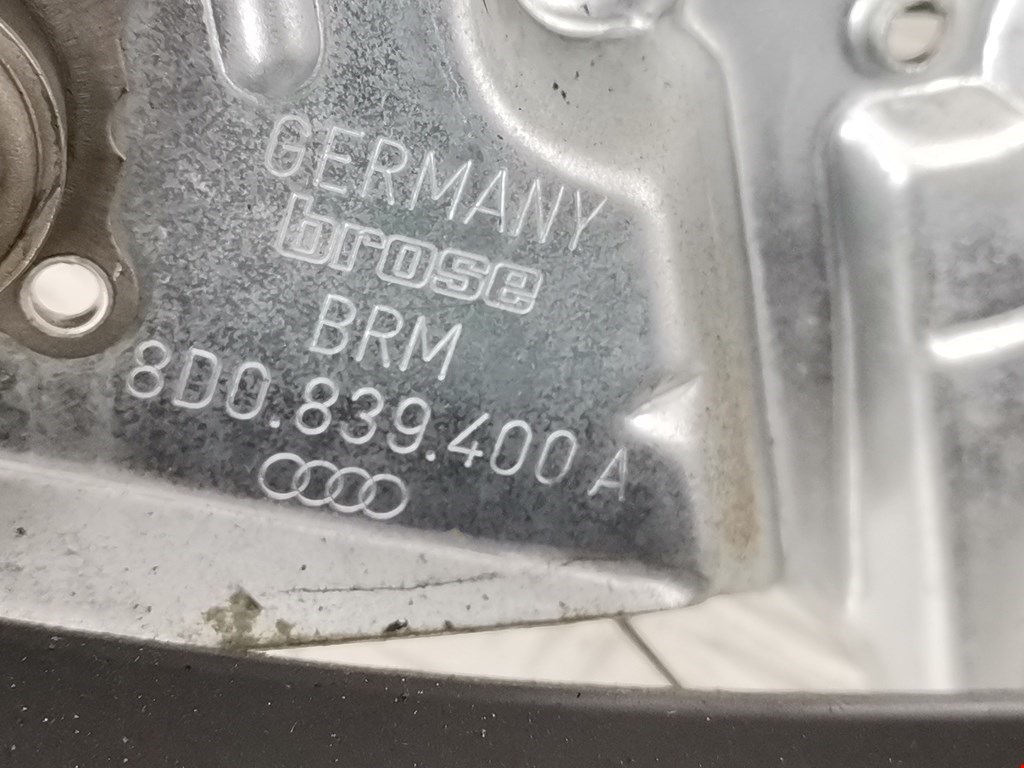 GERMANY
brose
BRM
8D0.839.400 A